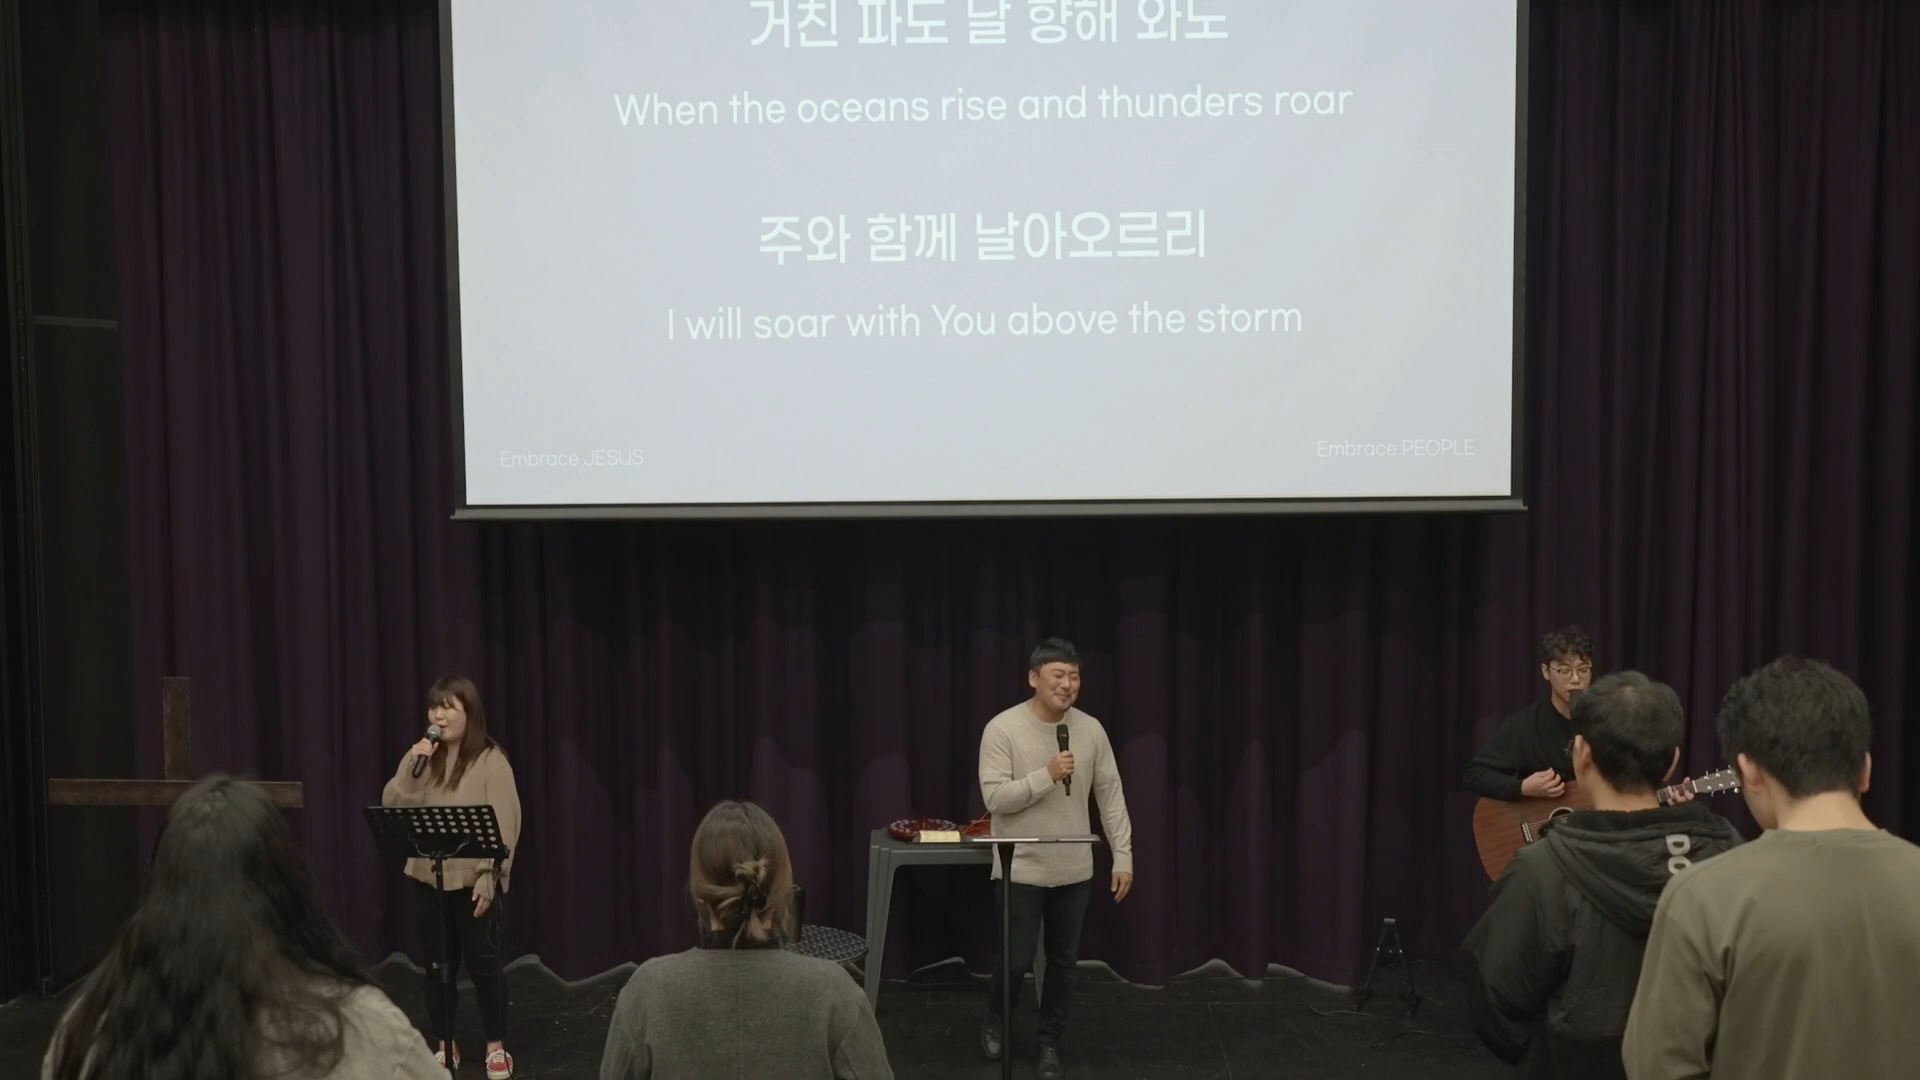 거친 파도 날 향해 와도
When the oceans rise and thunders roar
주와 함께 날아오르리
I will soar with You above the storm
Embrace JESUS
Embrace PEOPLE